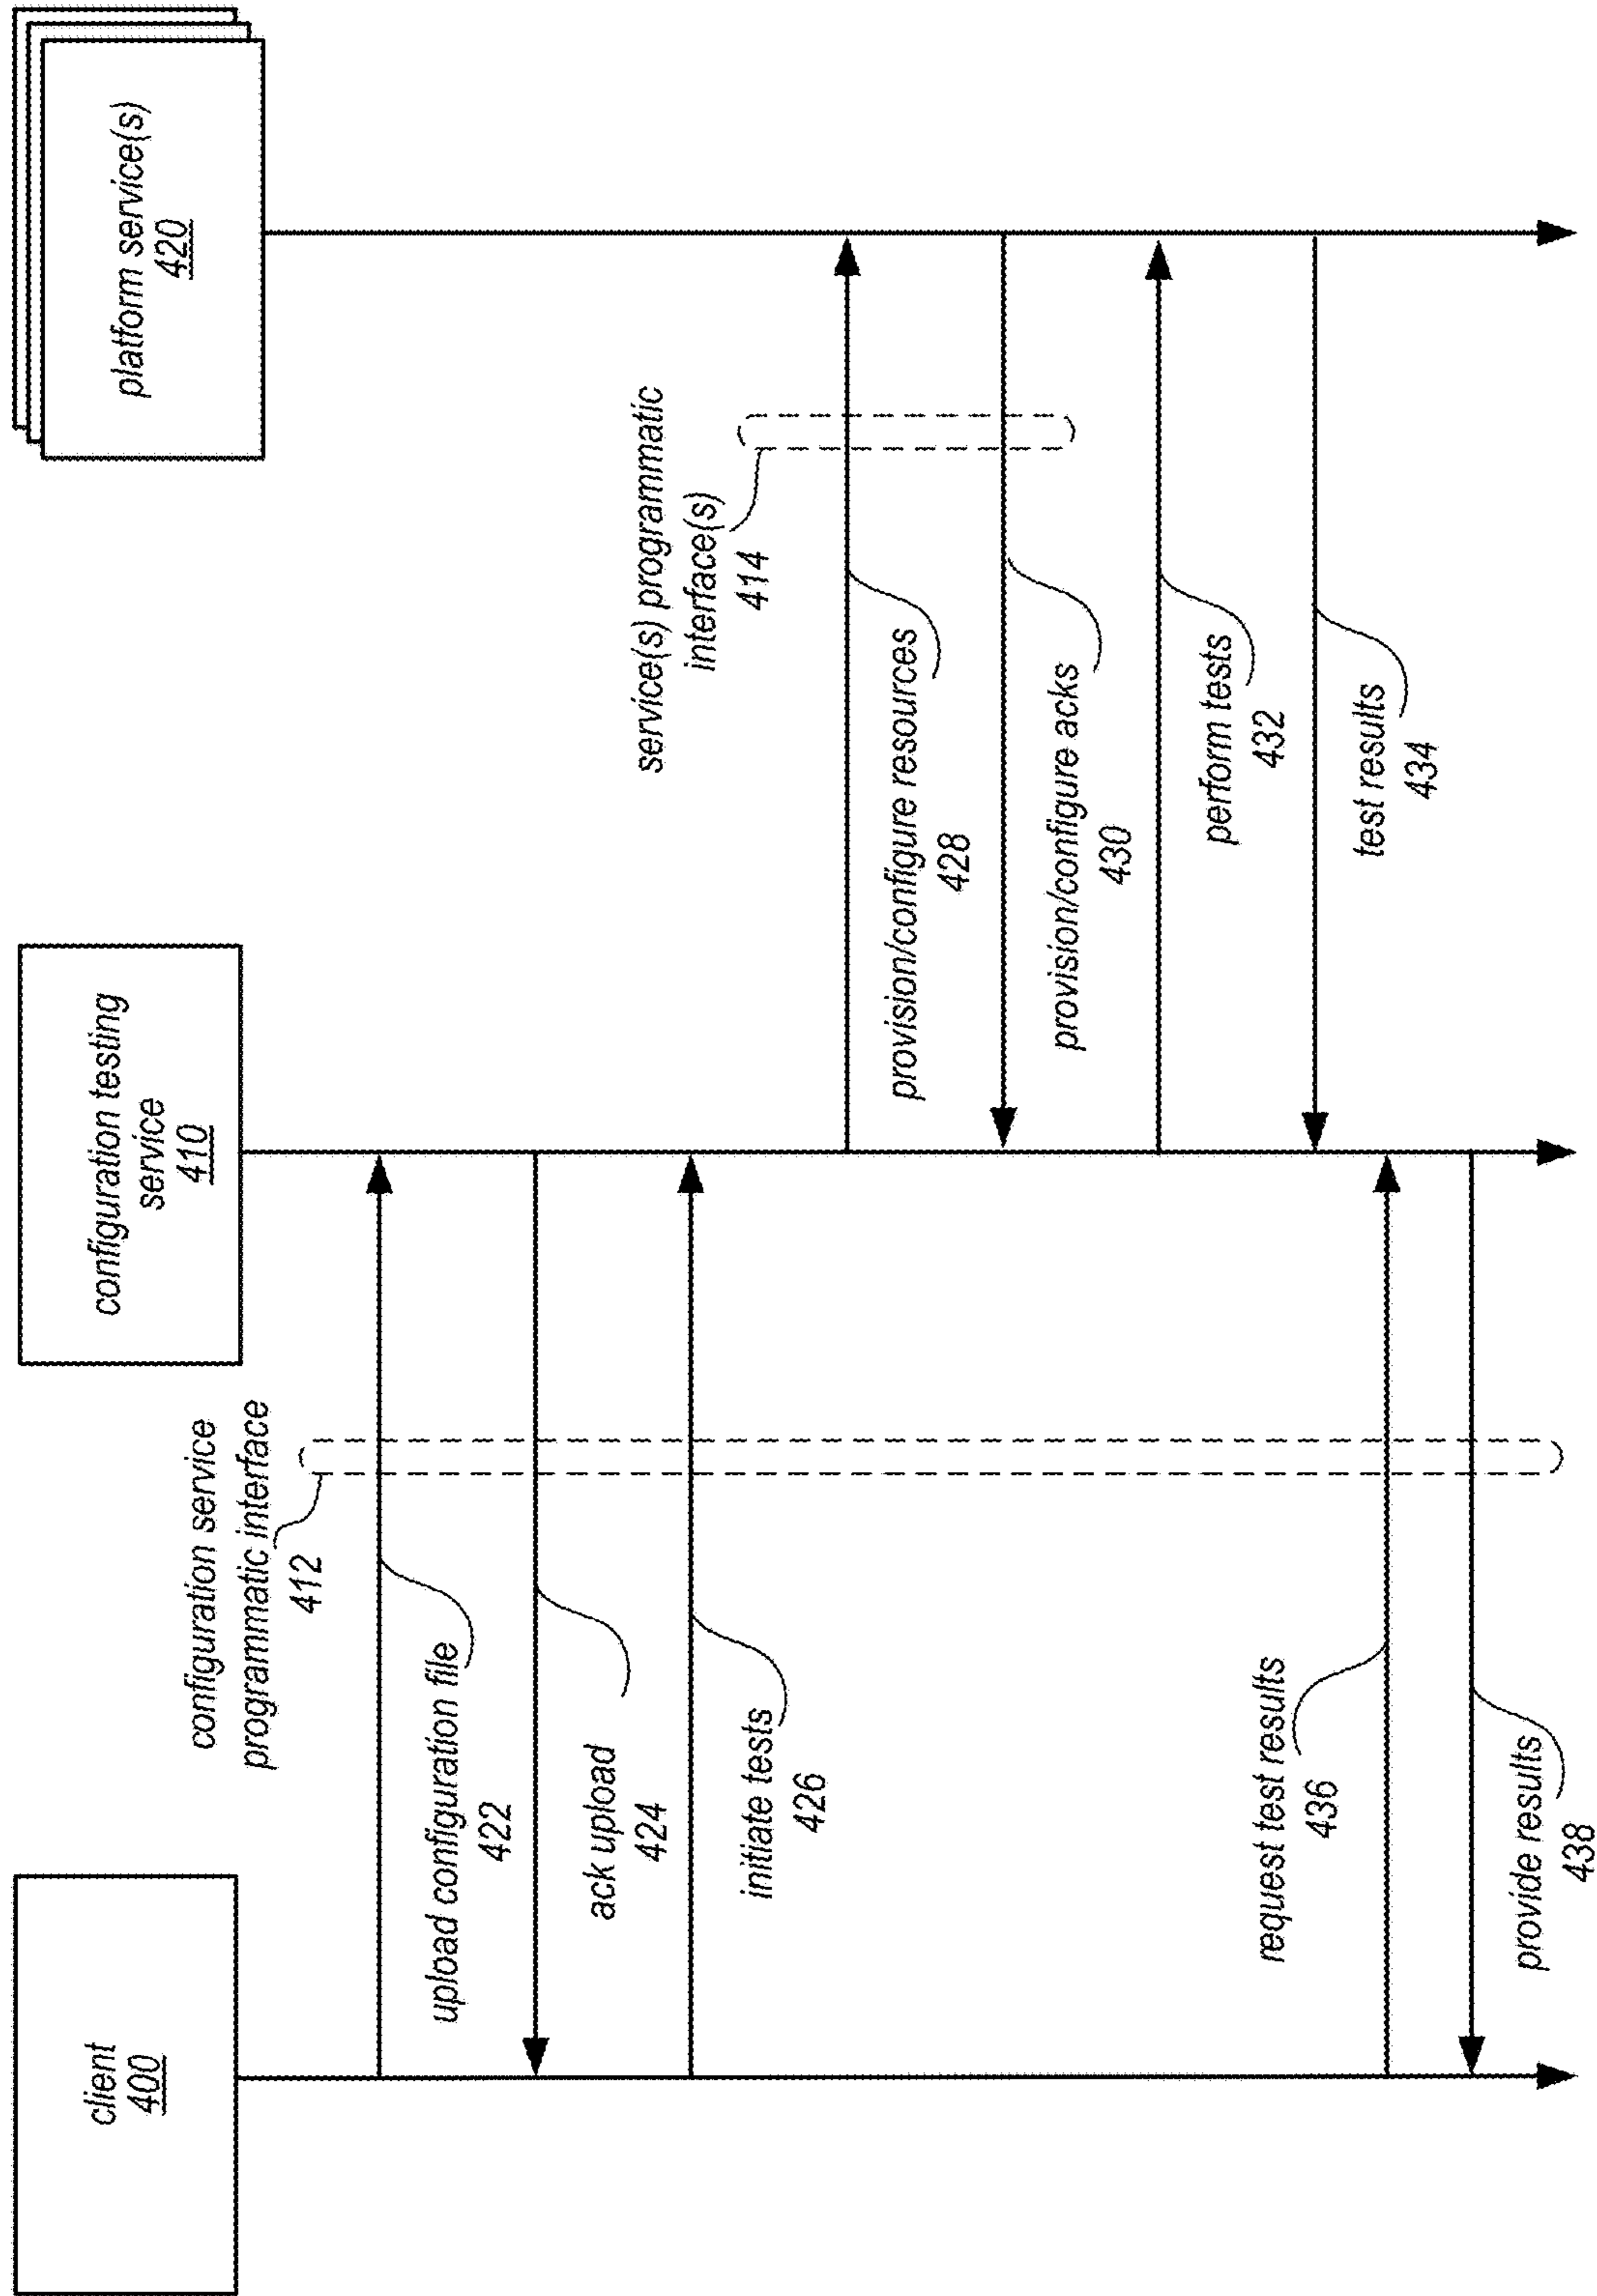 client
400
configuration testing
service
410
platform service(s)
420
configuration service
programmatic interface
412
upload configuration file
422
ack upload
424
initiate tests
426
service(s) programmatic
interface(s)
414
provision/configure resources
428
provision/configure acks
430
perform tests
432
test results
434
request test results
436
provide results
438